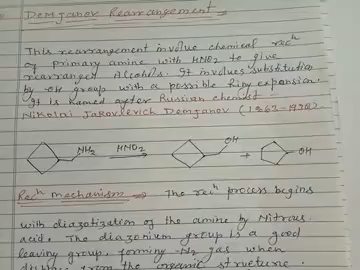 Demjanov Rearrangement →
This rearrangement involve chemical recn
of primary amine with HNO2 to give
rearranged Alcohols. It involves substitution
by -OH group with a possible ring expansion.
It is named after Russian chemist
Nikolai Jakovlevich Demjanov (1861-1938).
NH2 HNO2 → OH + OH
Recn mechanism → The recn process begins
with diazotization of the amine by Nitrous
acid. The diazonium group is a good
leaving group, forming -N2 gas when
from the organic structure.